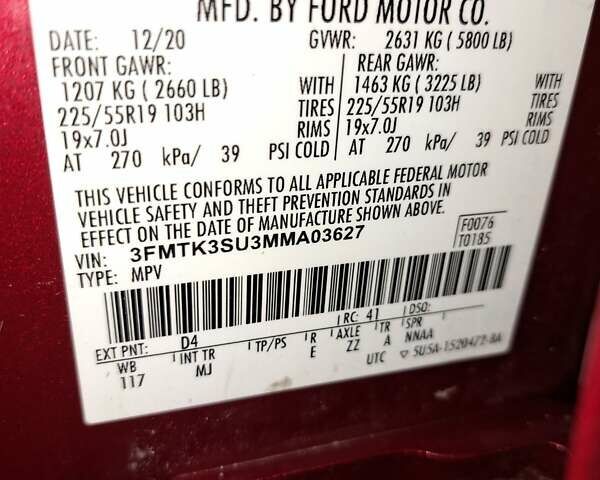 MFD. BY FORD MOTOR CO.
DATE: 12/20 GVWR: 2631 KG ( 5800 LB)
FRONT GAWR: REAR GAWR:
1207 KG ( 2660 LB) WITH 1463 KG ( 3225 LB) WITH
225/55R19 103H TIRES 225/55R19 103H TIRES
19x7.0J RIMS 19x7.0J RIMS
AT 270 kPa/ 39 PSI COLD AT 270 kPa/ 39 PSI COLD
THIS VEHICLE CONFORMS TO ALL APPLICABLE FEDERAL MOTOR
VEHICLE SAFETY AND THEFT PREVENTION STANDARDS IN
EFFECT ON THE DATE OF MANUFACTURE SHOWN ABOVE.
VIN: 3FMTK3SU3MMA03627 F0076
TYPE: MPV T0185
EXT PNT: D4 RC: 41 DSO:
WB INT TR TP/PS R AXLE TR SPR
117 MJ E ZZ A NNAA
UTC ▽ 5U5A-1520472-BA